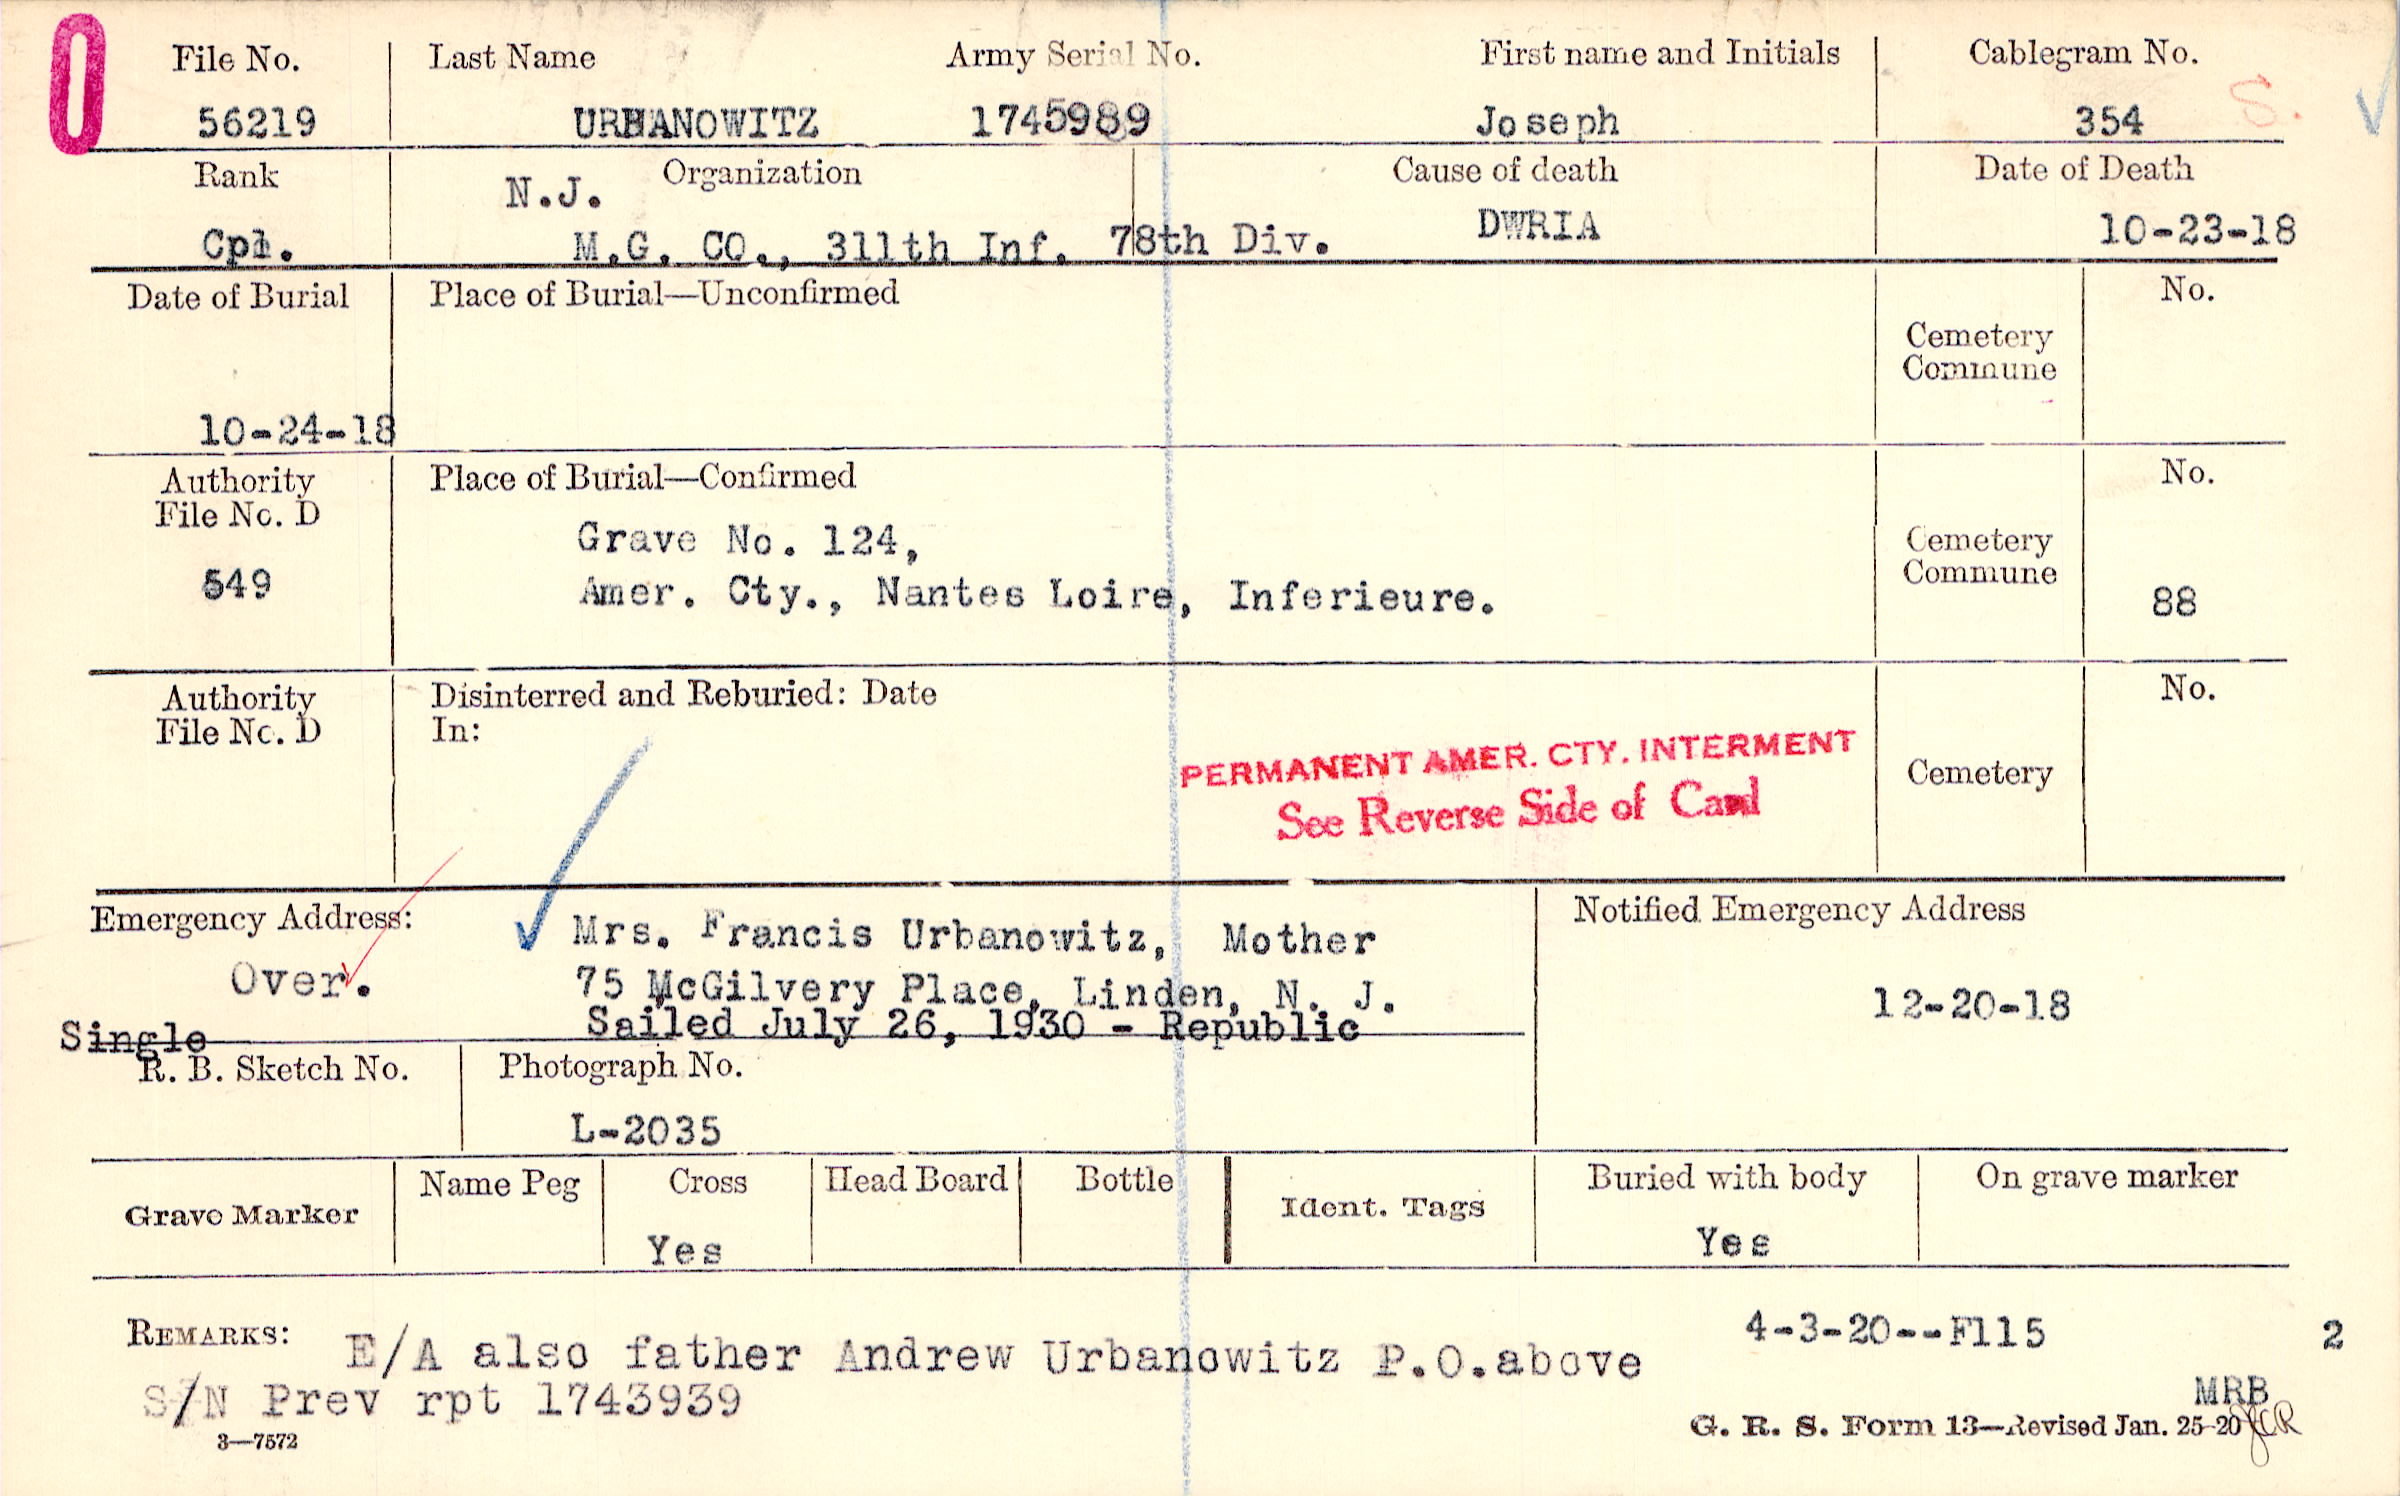 0
File No. Last Name Army Serial No. First name and Initials Cablegram No.
56219 URBANOWITZ 1745989 Joseph 354 S.
Rank Organization Cause of death Date of Death
N.J.
Cpl. M.G. CO., 311th Inf. 78th Div. DWRIA 10-23-18
Date of Burial Place of Burial—Unconfirmed No.
Cemetery
Commune
10-24-18
Authority Place of Burial—Confirmed No.
File No. D
Grave No. 124, Cemetery
549 Amer. Cty., Nantes Loire, Inferieure. Commune 88
Authority Disinterred and Reburied: Date No.
File No. D In:
PERMANENT AMER. CTY. INTERMENT Cemetery
See Reverse Side of Card
Emergency Address: Mrs. Francis Urbanowitz, Mother Notified Emergency Address
Over. 75 McGilvery Place, Linden, N. J. 12-20-18
Single Sailed July 26, 1930 - Republic
R. B. Sketch No. Photograph No.
L-2035
Grave Marker Name Peg Cross Head Board Bottle Ident. Tags Buried with body On grave marker
Yes Yes
REMARKS: E/A also father Andrew Urbanowitz P.O.above 4-3-20--F115 2
S/N Prev rpt 1743939 MRB
3—7572 G. R. S. Form 13—Revised Jan. 25-20 JCR